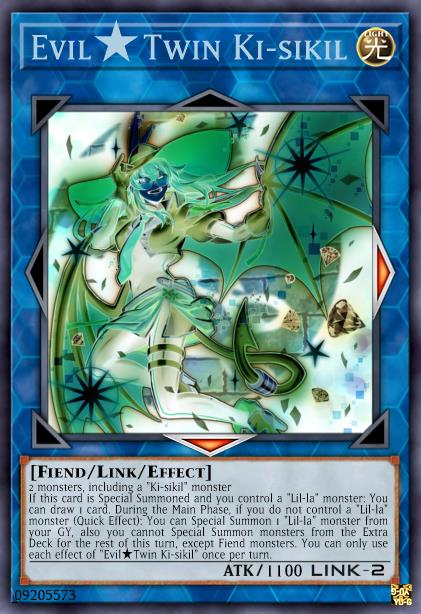 Evil★Twin Ki-sikil
LIGHT
光
[Fiend/Link/Effect]
2 monsters, including a "Ki-sikil" monster
If this card is Special Summoned and you control a "Lil-la" monster: You
can draw 1 card. During the Main Phase, if you do not control a "Lil-la"
monster (Quick Effect): You can Special Summon 1 "Lil-la" monster from
your GY, also you cannot Special Summon monsters from the Extra
Deck for the rest of this turn, except Fiend monsters. You can only use
each effect of "Evil★Twin Ki-sikil" once per turn.
ATK/1100 LINK-2
09205573